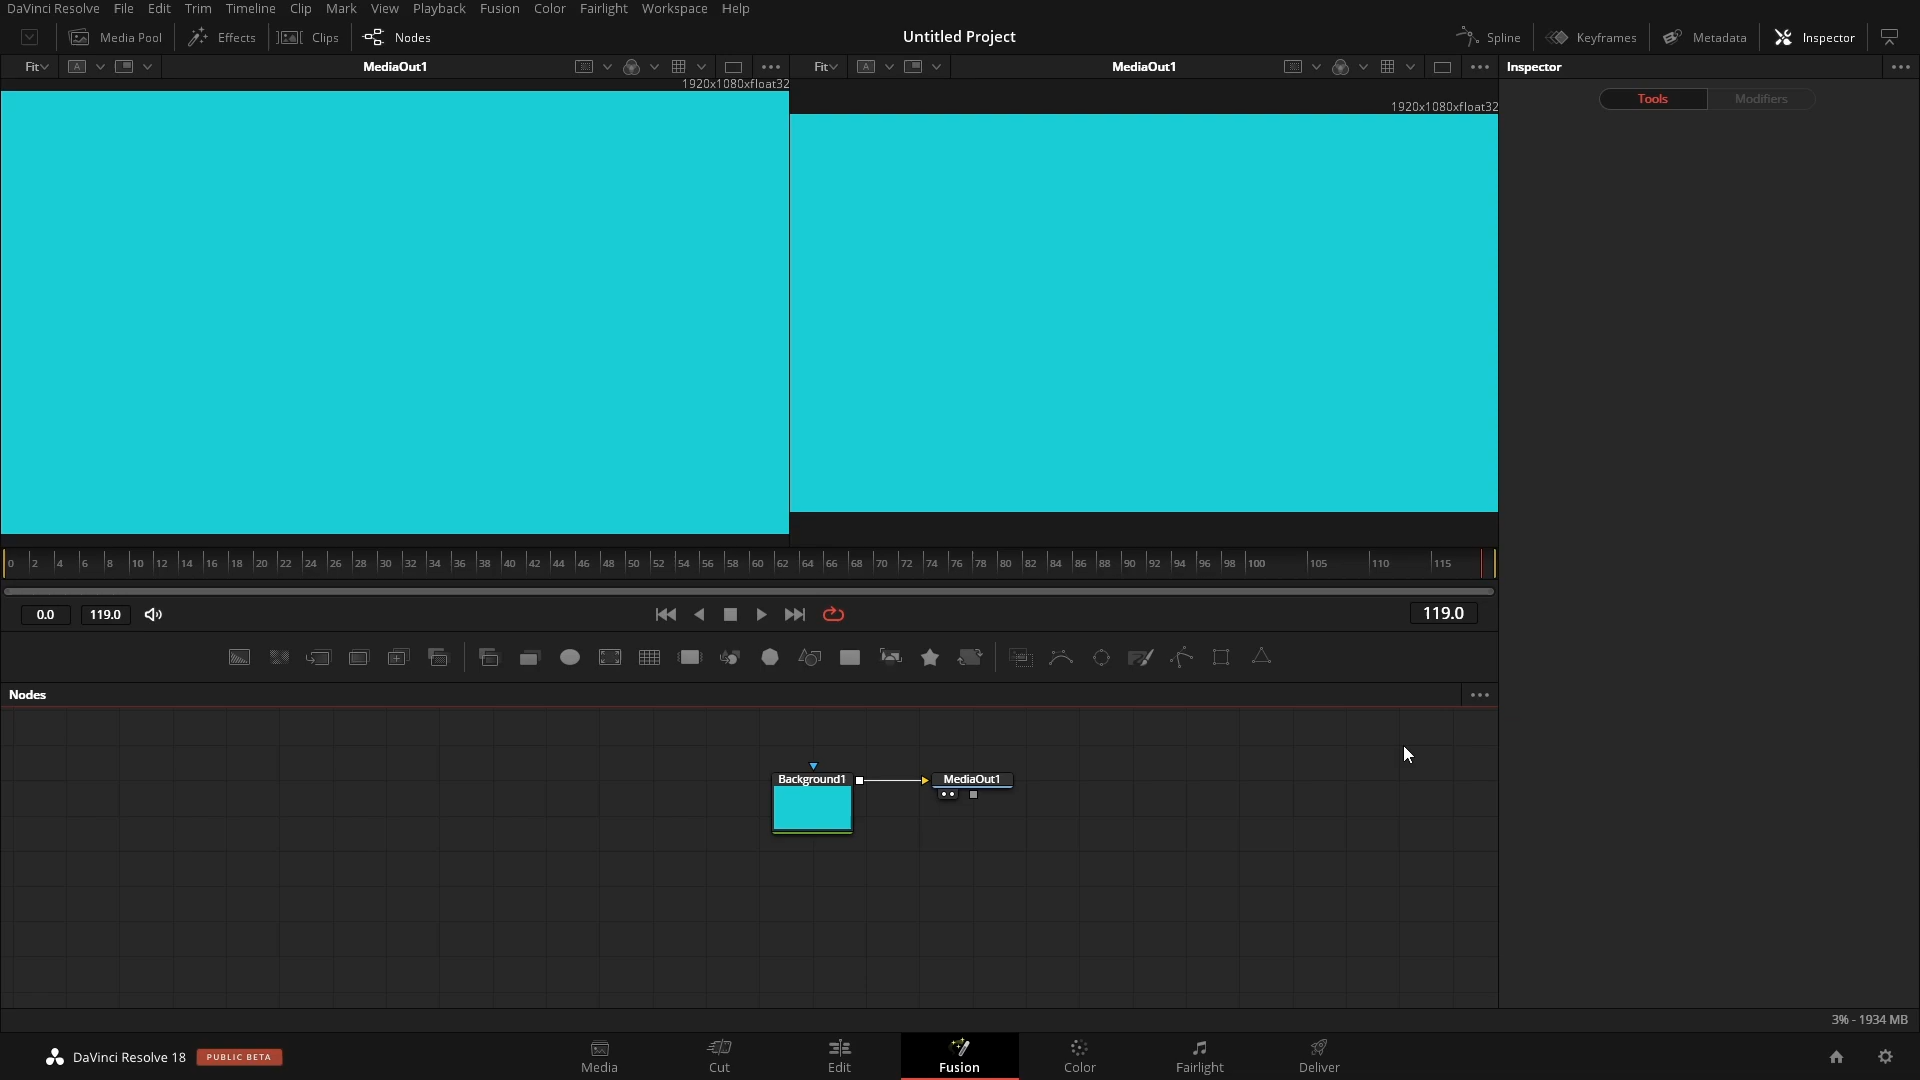 DaVinci Resolve File Edit Trim Timeline Clip Mark View Playback Fusion Color Fairlight Workspace Help
Media Pool Effects Clips Nodes Untitled Project Spline Keyframes Metadata Inspector
Fit A MediaOut1 Fit A MediaOut1 Inspector
1920x1080xfloat32
1920x1080xfloat32
Tools Modifiers
0 2 4 6 8 10 12 14 16 18 20 22 24 26 28 30 32 34 36 38 40 42 44 46 48 50 52 54 56 58 60 62 64 66 68 70 72 74 76 78 80 82 84 86 88 90 92 94 96 98 100 105 110 115
0.0 119.0 119.0
Nodes
Background1 MediaOut1
3% - 1934 MB
DaVinci Resolve 18 PUBLIC BETA
Media Cut Edit Fusion Color Fairlight Deliver